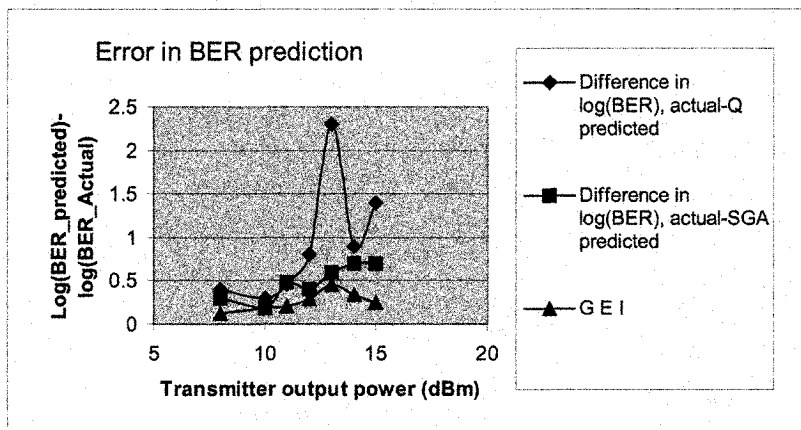 Error in BER prediction
Log(BER_predicted)-
log(BER_Actual)
2.5
2
1.5
1
0.5
0
5
10
15
20
Transmitter output power (dBm)
Difference in
log(BER), actual-Q
predicted
Difference in
log(BER), actual-SGA
predicted
G E I